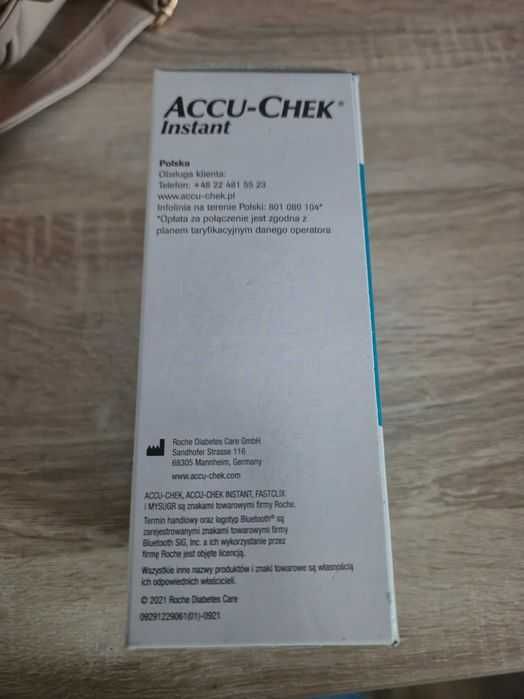 ACCU-CHEK®
Instant
Polska
Obsługa klienta:
Telefon: +48 22 481 55 23
www.accu-chek.pl
Infolinia na terenie Polski: 801 080 104*
*Opłata za połączenie jest zgodna z
planem taryfikacyjnym danego operatora
Roche Diabetes Care GmbH
Sandhofer Strasse 116
68305 Mannheim, Germany
www.accu-chek.com
ACCU-CHEK, ACCU-CHEK INSTANT, FASTCLIX
i MYSUGR są znakami towarowymi firmy Roche.
Termin handlowy oraz logotyp Bluetooth® są
zarejestrowanymi znakami towarowymi firmy
Bluetooth SIG, Inc. a ich wykorzystanie przez
firmę Roche jest objęte licencją.
Wszystkie inne nazwy produktów i znaki towarowe są własnością
ich odpowiednich właścicieli.
© 2021 Roche Diabetes Care
09291229061(01)-0921